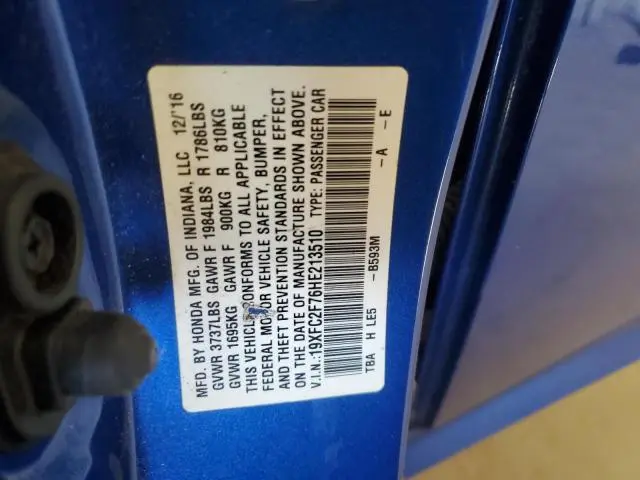 MFD. BY HONDA MFG. OF INDIANA, LLC 12/'16
GVWR 3737LBS GAWR F 1984LBS R 1786LBS
GVWR 1695KG GAWR F 900KG R 810KG
THIS VEHICLE CONFORMS TO ALL APPLICABLE
FEDERAL MOTOR VEHICLE SAFETY, BUMPER,
AND THEFT PREVENTION STANDARDS IN EFFECT
ON THE DATE OF MANUFACTURE SHOWN ABOVE.
V.I.N.:19XFC2F76HE213510 TYPE: PASSENGER CAR
TBA H LE5 - B593M - A - E